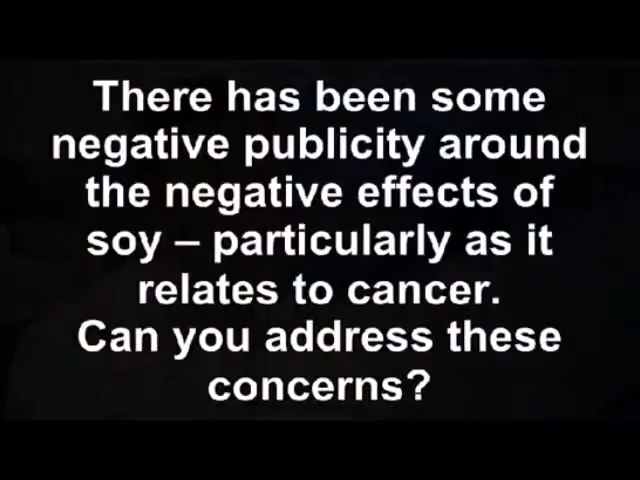 There has been some
negative publicity around
the negative effects of
soy – particularly as it
relates to cancer.
Can you address these
concerns?